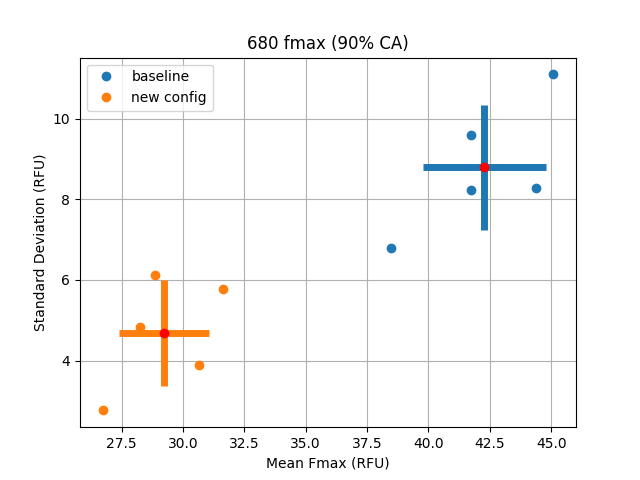 680 fmax (90% CA)
baseline
new config
Standard Deviation (RFU)
10
8
6
4
27.5 30.0 32.5 35.0 37.5 40.0 42.5 45.0
Mean Fmax (RFU)